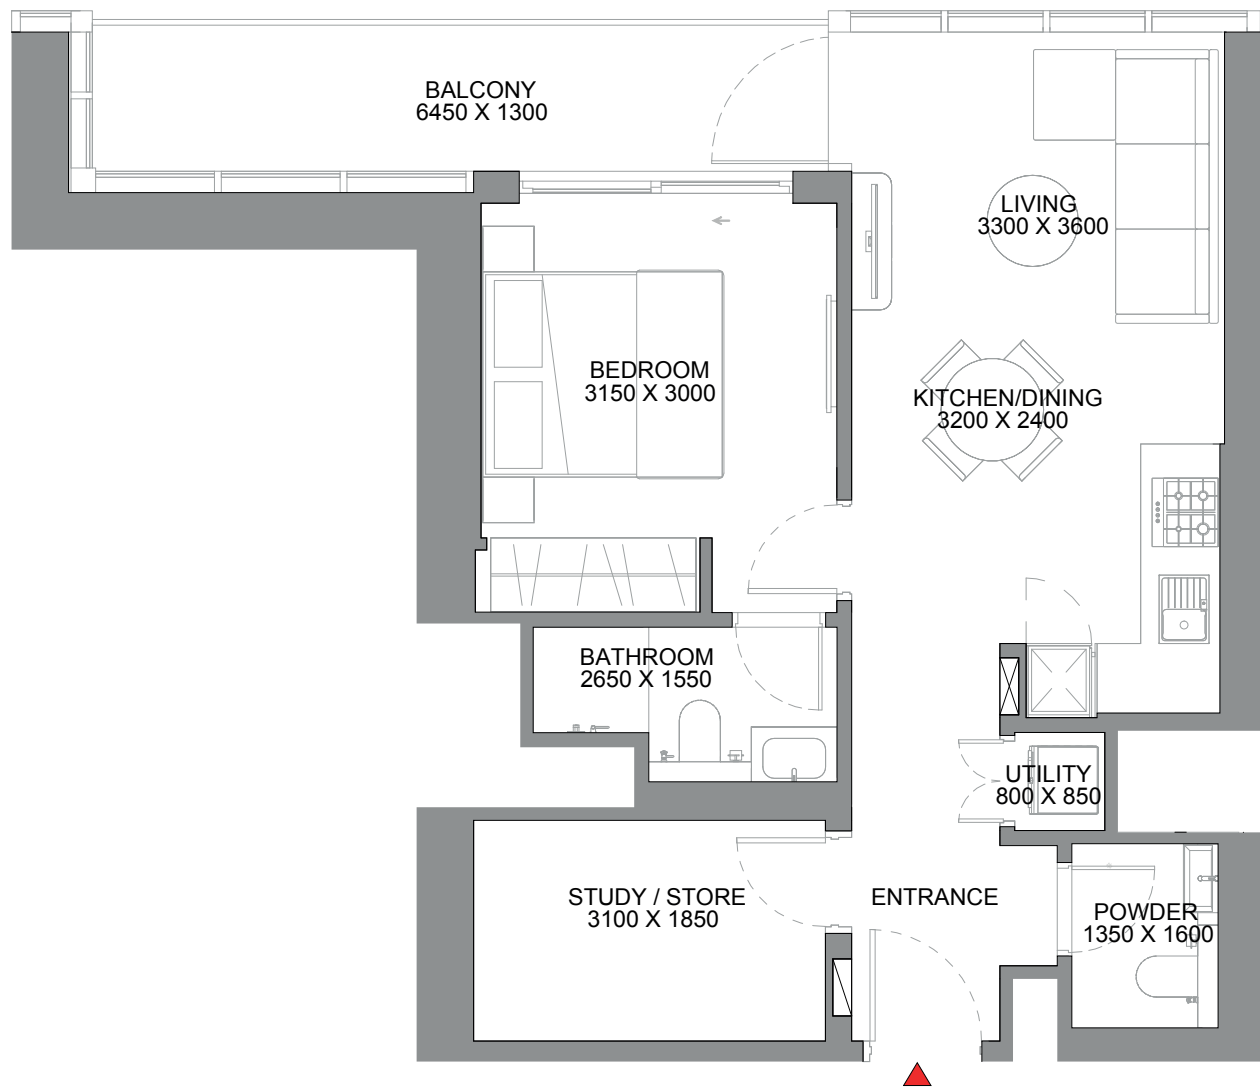 BALCONY
6450 X 1300
LIVING
3300 X 3600
BEDROOM
3150 X 3000
KITCHEN/DINING
3200 X 2400
BATHROOM
2650 X 1550
UTILITY
800 X 850
STUDY / STORE
3100 X 1850
ENTRANCE
POWDER
1350 X 1600